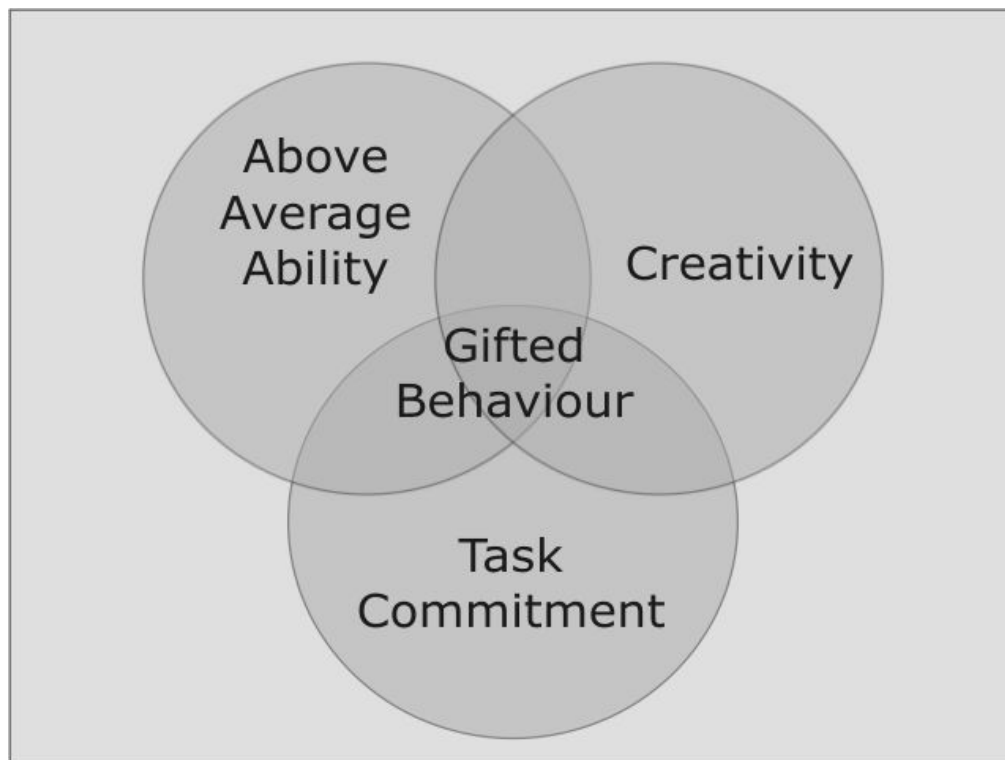 Above
Average
Ability
Creativity
Gifted
Behaviour
Task
Commitment